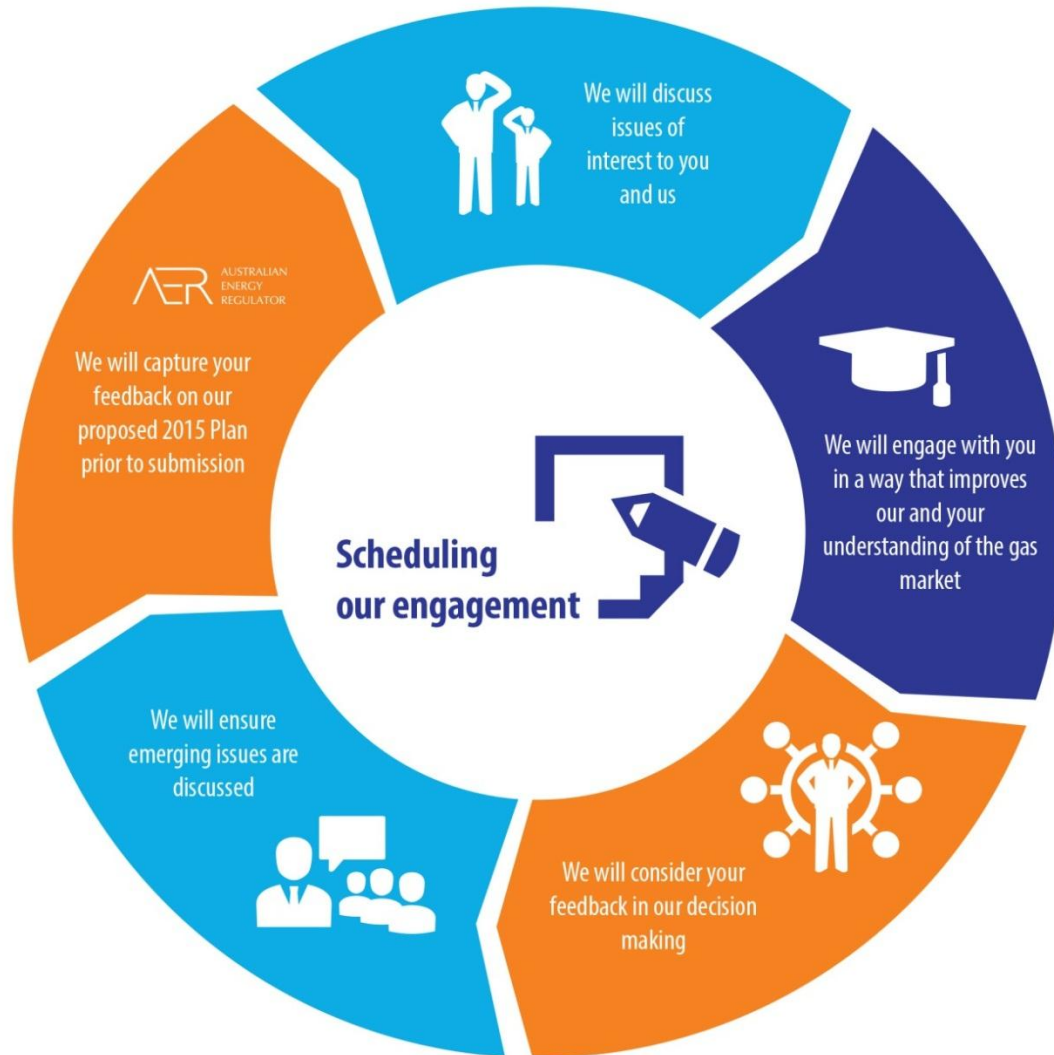 We will discuss
issues of
interest to you
and us
We will engage with you
in a way that improves
our and your
understanding of the gas
market
We will consider your
feedback in our decision
making
We will ensure
emerging issues are
discussed
AER
AUSTRALIAN
ENERGY
REGULATOR
We will capture your
feedback on our
proposed 2015 Plan
prior to submission
Scheduling
our engagement